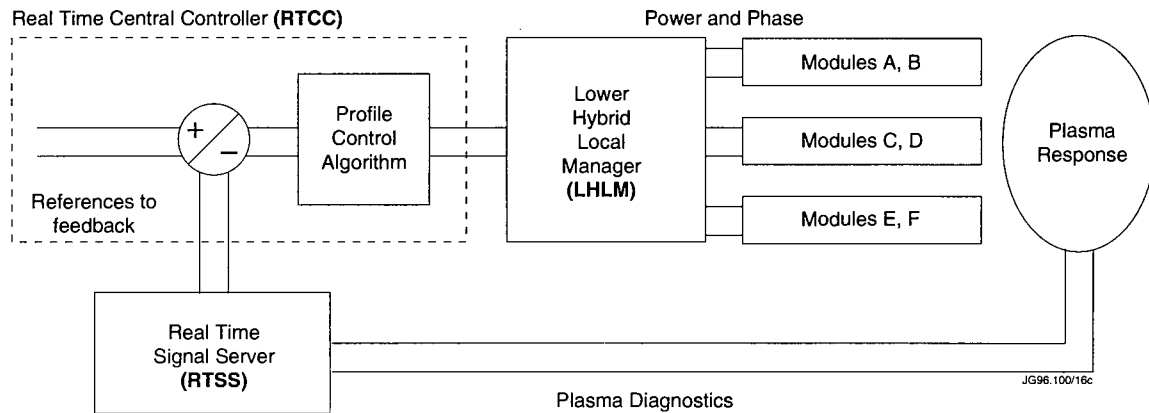 Real Time Central Controller (RTCC)
Power and Phase
+
−
References to
feedback
Profile
Control
Algorithm
Lower
Hybrid
Local
Manager
(LHLM)
Modules A, B
Modules C, D
Modules E, F
Plasma
Response
Real Time
Signal Server
(RTSS)
Plasma Diagnostics
JG96.100/16c